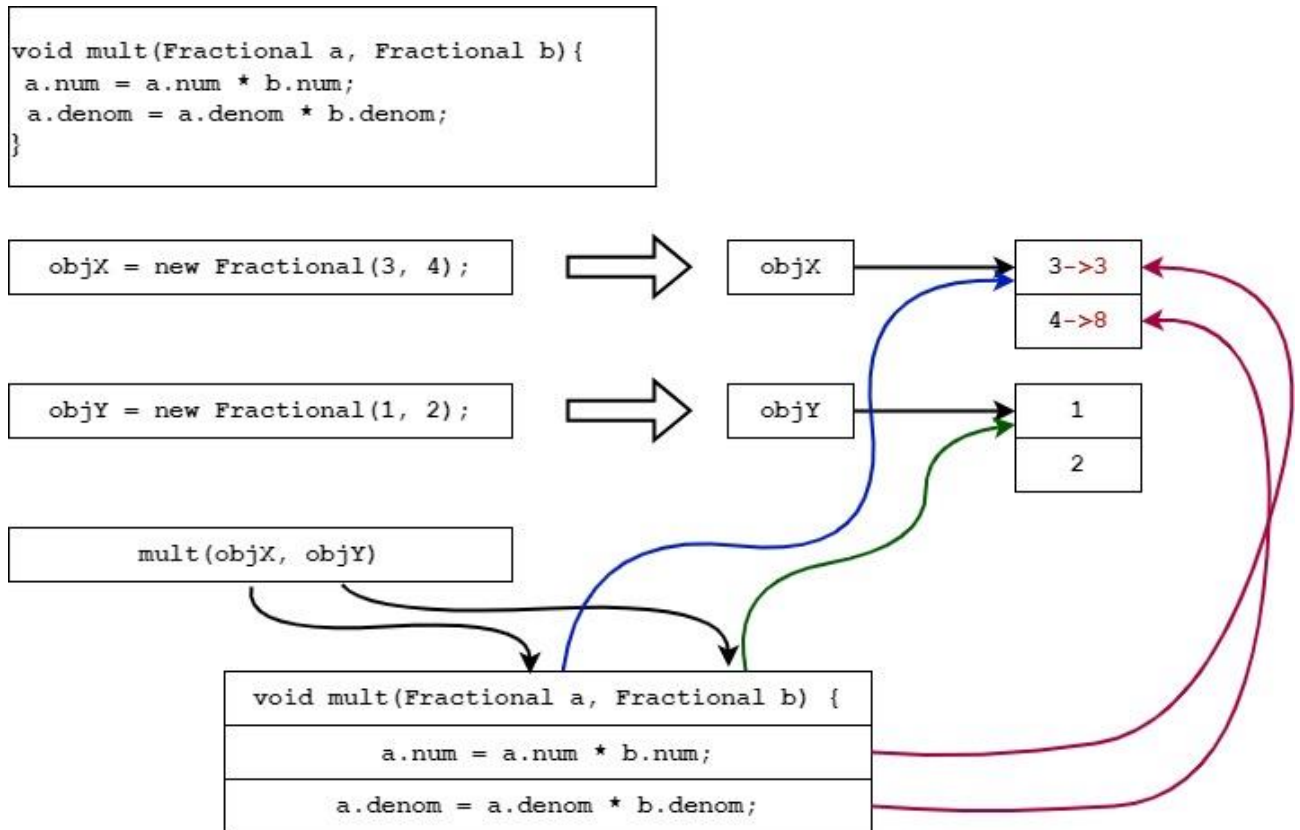 void mult(Fractional a, Fractional b){
a.num = a.num * b.num;
a.denom = a.denom * b.denom;
}
objX = new Fractional(3, 4);
objX
3->3
4->8
objY = new Fractional(1, 2);
objY
1
2
mult(objX, objY)
void mult(Fractional a, Fractional b) {
a.num = a.num * b.num;
a.denom = a.denom * b.denom;